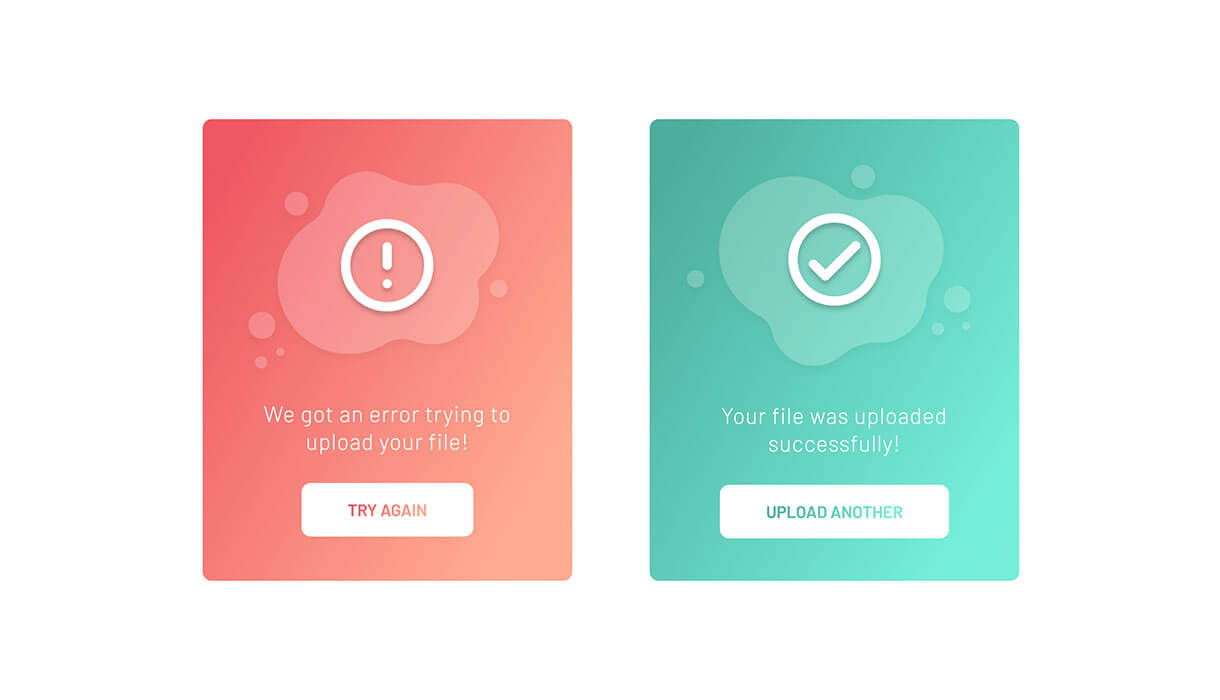 We got an error trying to
upload your file!
TRY AGAIN
Your file was uploaded
successfully!
UPLOAD ANOTHER